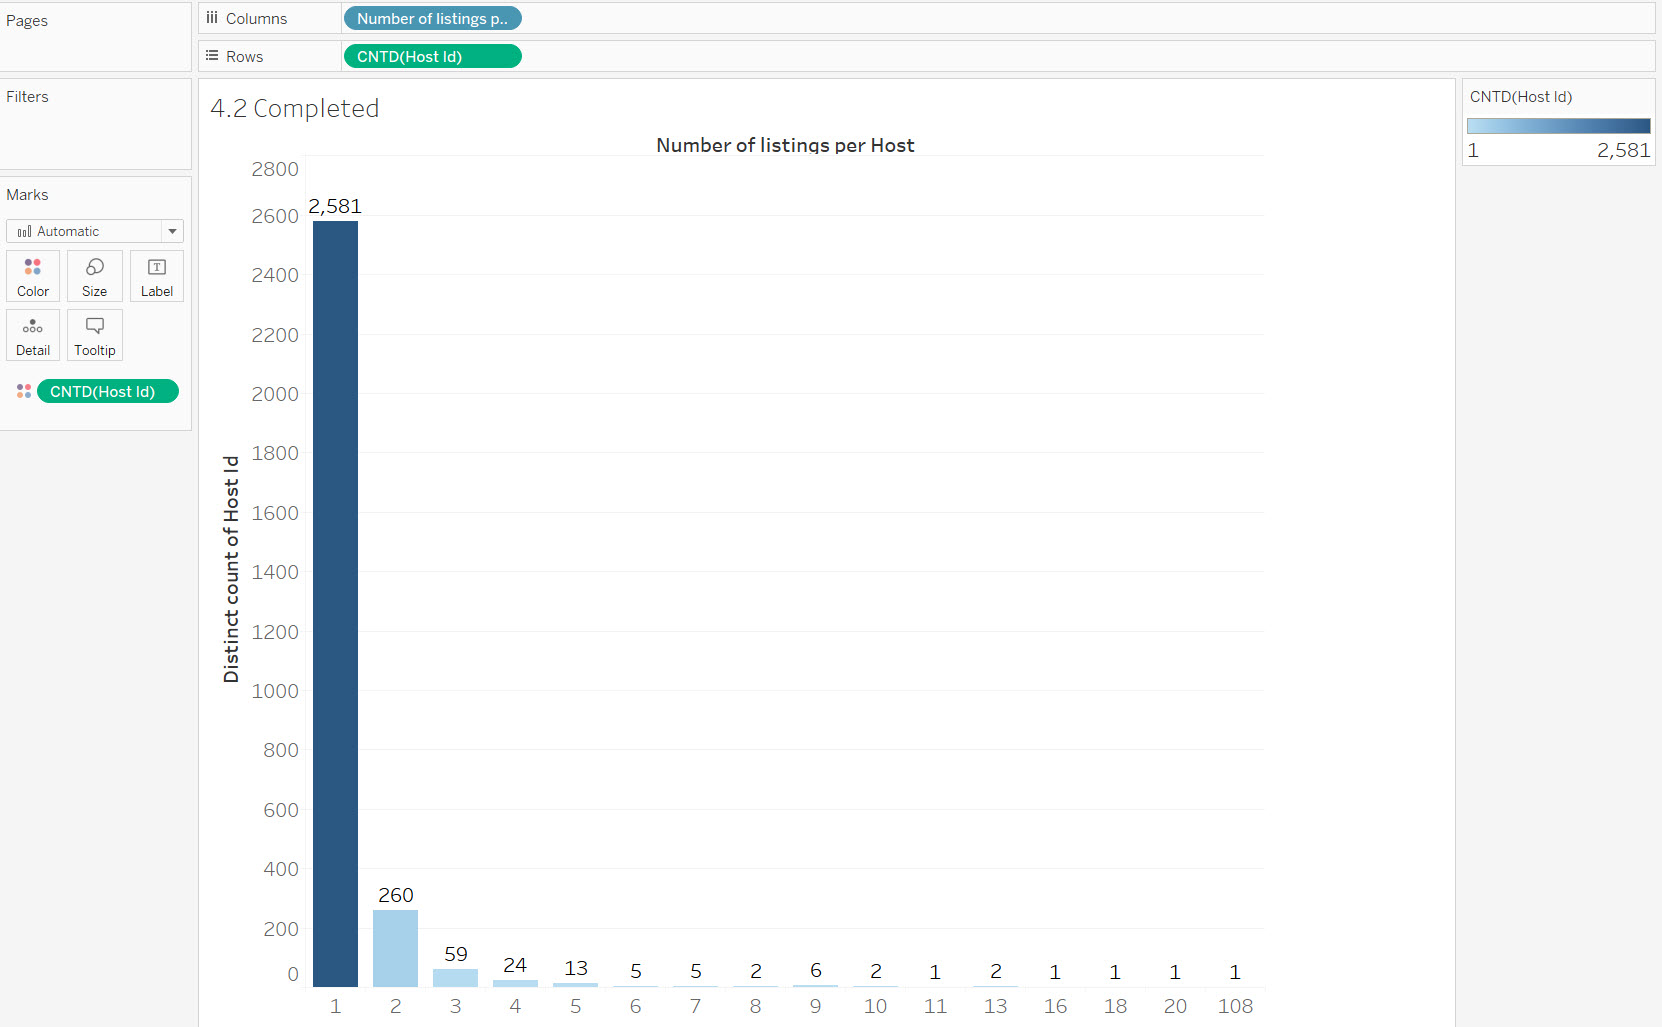 Pages
Columns
Number of listings p..
Rows
CNTD(Host Id)
Filters
Marks
Automatic
Color
Size
Label
Detail
Tooltip
CNTD(Host Id)
4.2 Completed
Number of listings per Host
Distinct count of Host Id
2800
2600
2400
2200
2000
1800
1600
1400
1200
1000
800
600
400
200
0
2,581
260
59
24
13
5
5
2
6
2
1
2
1
1
1
1
1 2 3 4 5 6 7 8 9 10 11 13 16 18 20 108
CNTD(Host Id)
1 2,581